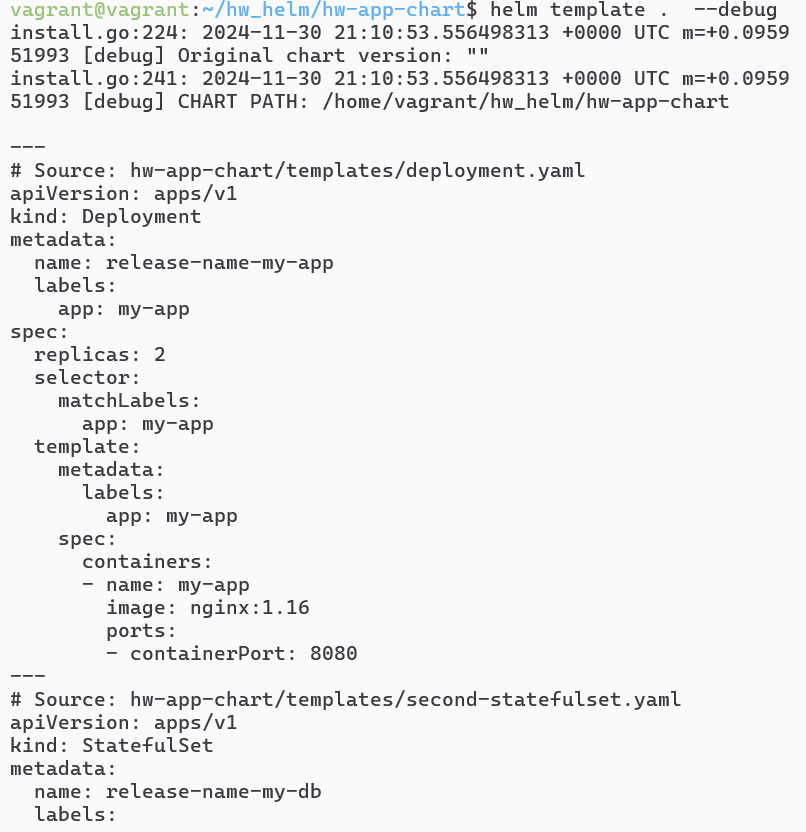 vagrant@vagrant:~/hw_helm/hw-app-chart$ helm template .  --debug
install.go:224: 2024-11-30 21:10:53.556498313 +0000 UTC m=+0.0959
51993 [debug] Original chart version: ""
install.go:241: 2024-11-30 21:10:53.556498313 +0000 UTC m=+0.0959
51993 [debug] CHART PATH: /home/vagrant/hw_helm/hw-app-chart

---
# Source: hw-app-chart/templates/deployment.yaml
apiVersion: apps/v1
kind: Deployment
metadata:
  name: release-name-my-app
  labels:
    app: my-app
spec:
  replicas: 2
  selector:
    matchLabels:
      app: my-app
  template:
    metadata:
      labels:
        app: my-app
    spec:
      containers:
      - name: my-app
        image: nginx:1.16
        ports:
        - containerPort: 8080
---
# Source: hw-app-chart/templates/second-statefulset.yaml
apiVersion: apps/v1
kind: StatefulSet
metadata:
  name: release-name-my-db
  labels: